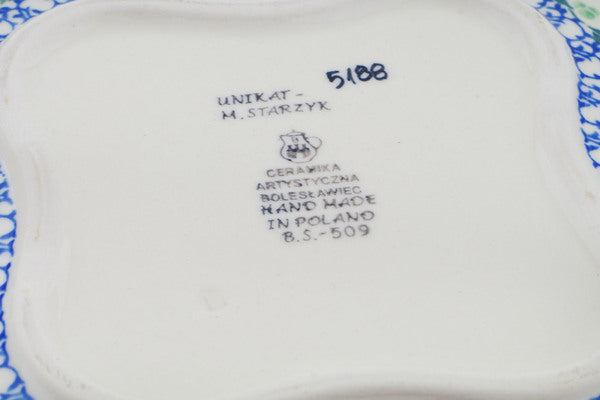 5188
UNIKAT -
M. STARZYK
CERAMIKA
ARTYSTYCZNA
BOLESŁAWIEC
HAND MADE
IN POLAND
B.S.-509